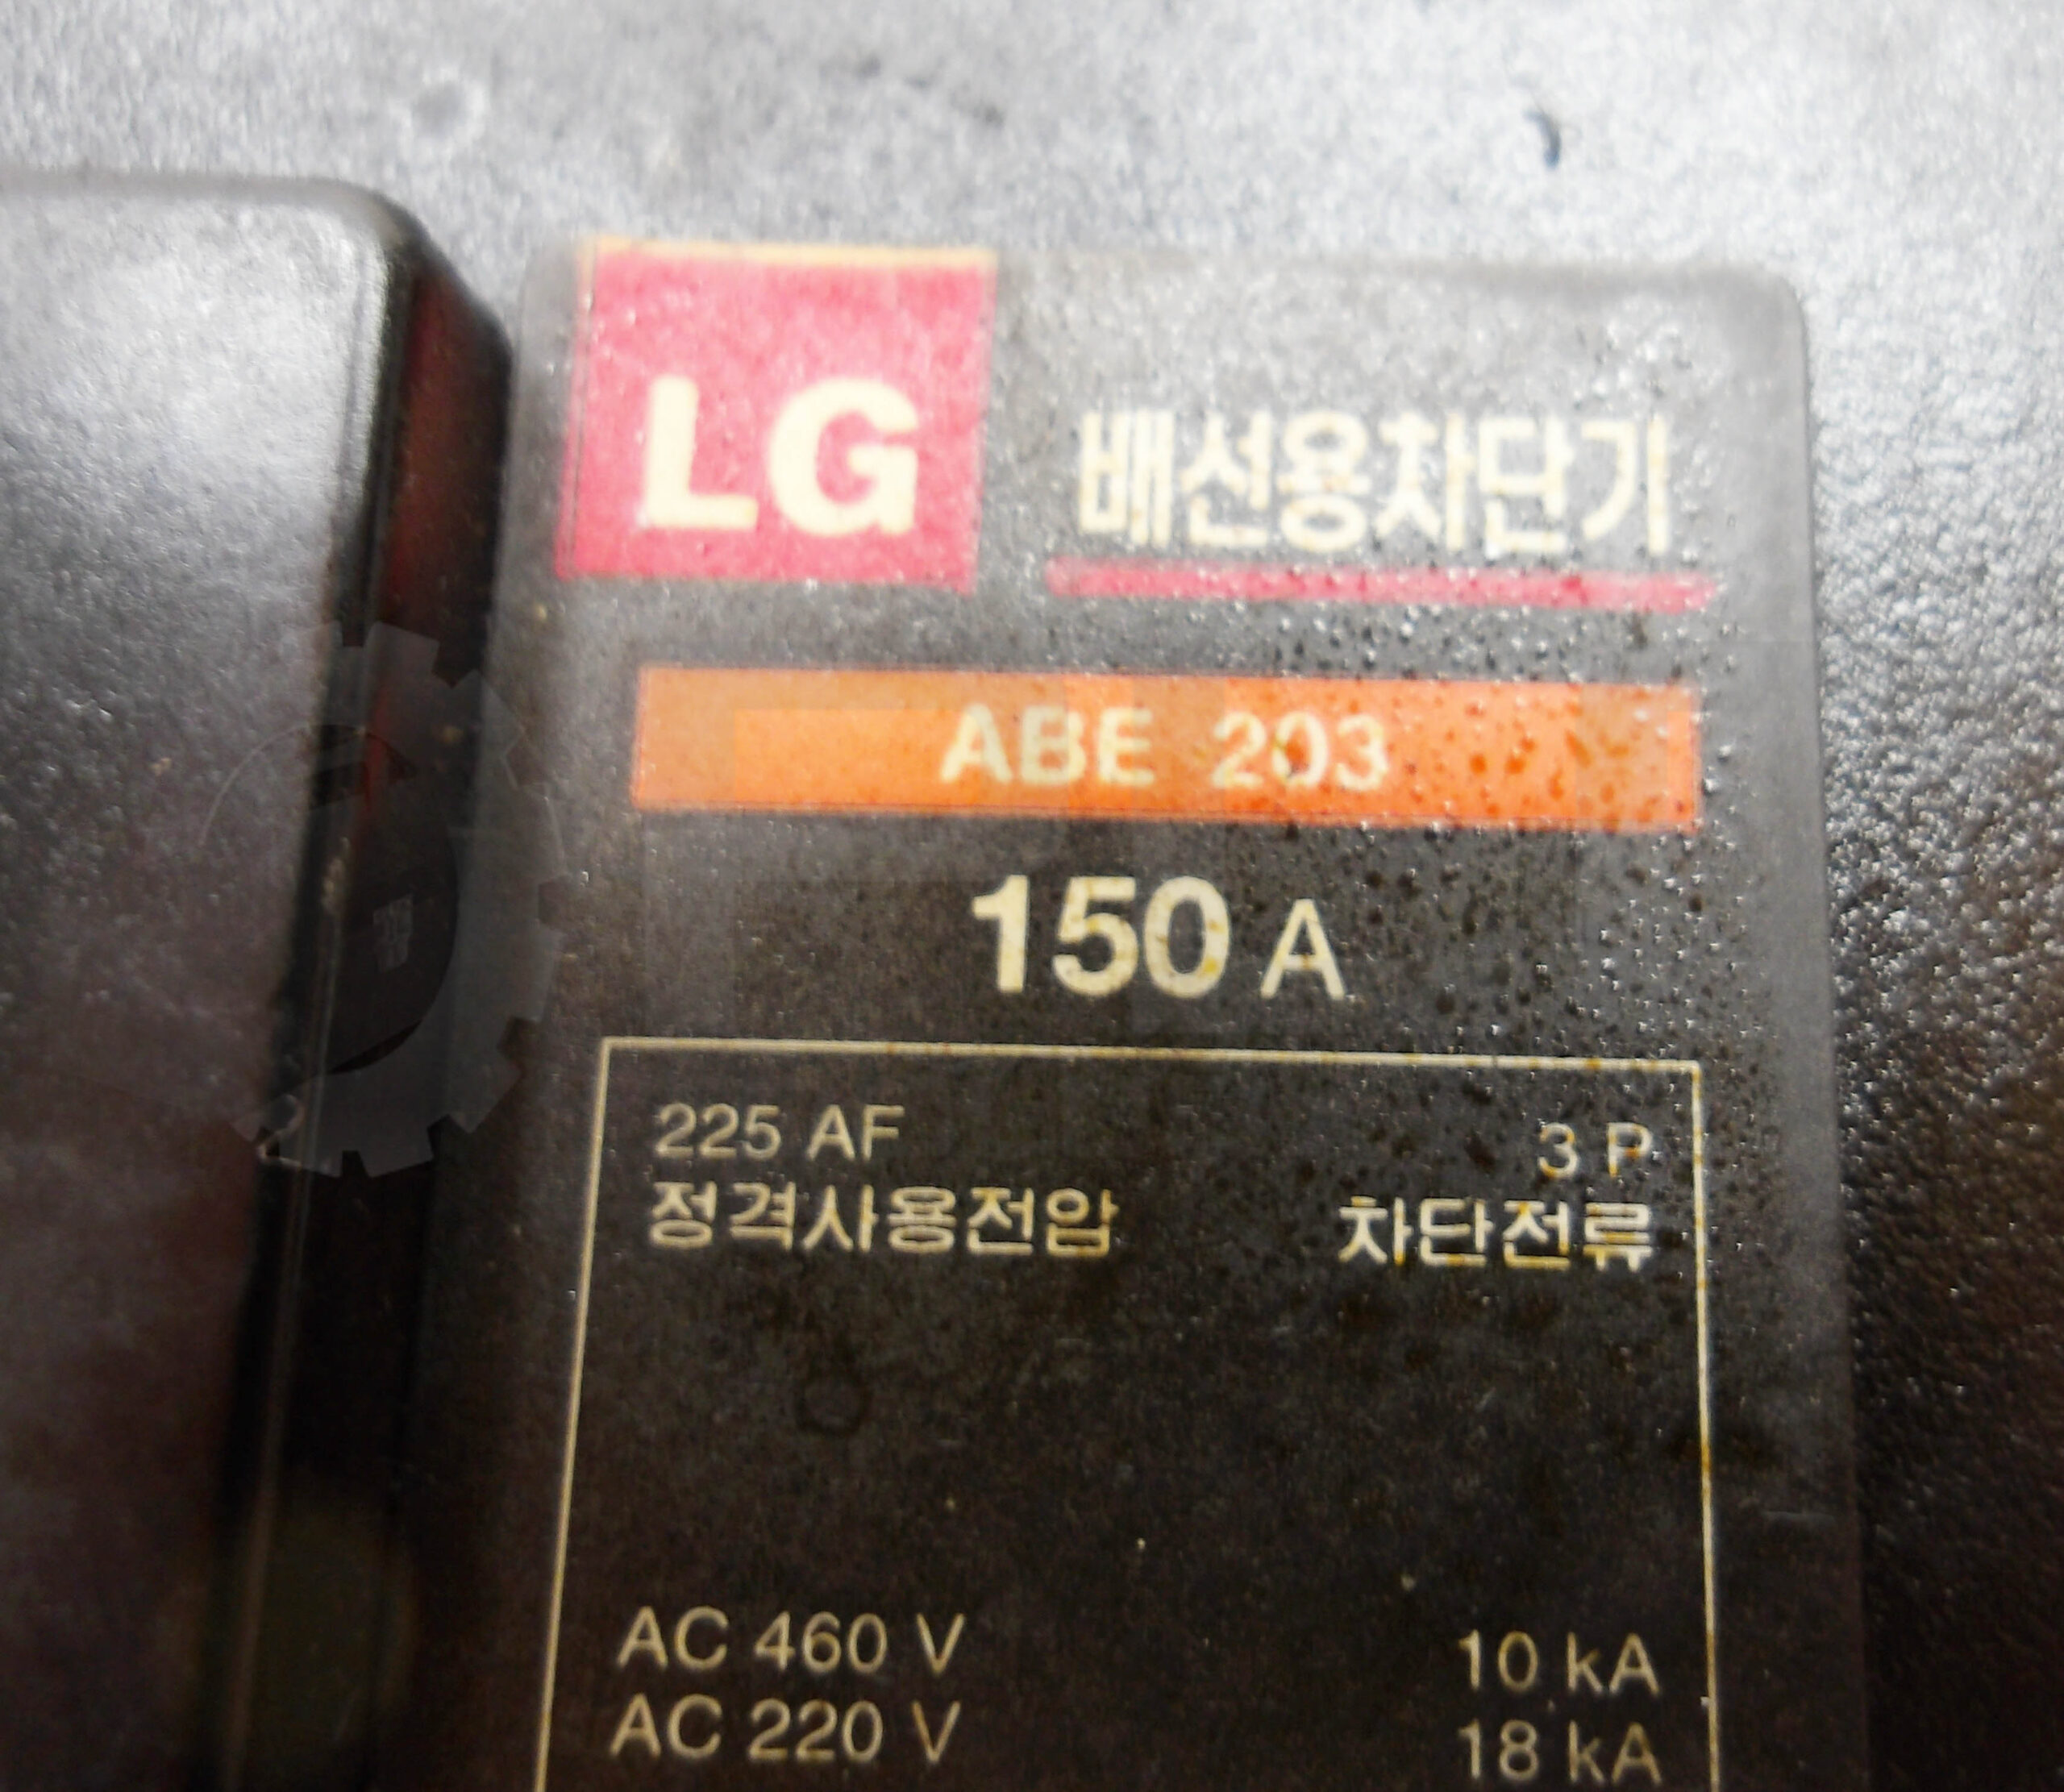 LG 배선용차단기
ABE 203
150 A
225 AF 3 P
정격사용전압 차단전류
AC 460 V 10 kA
AC 220 V 18 kA